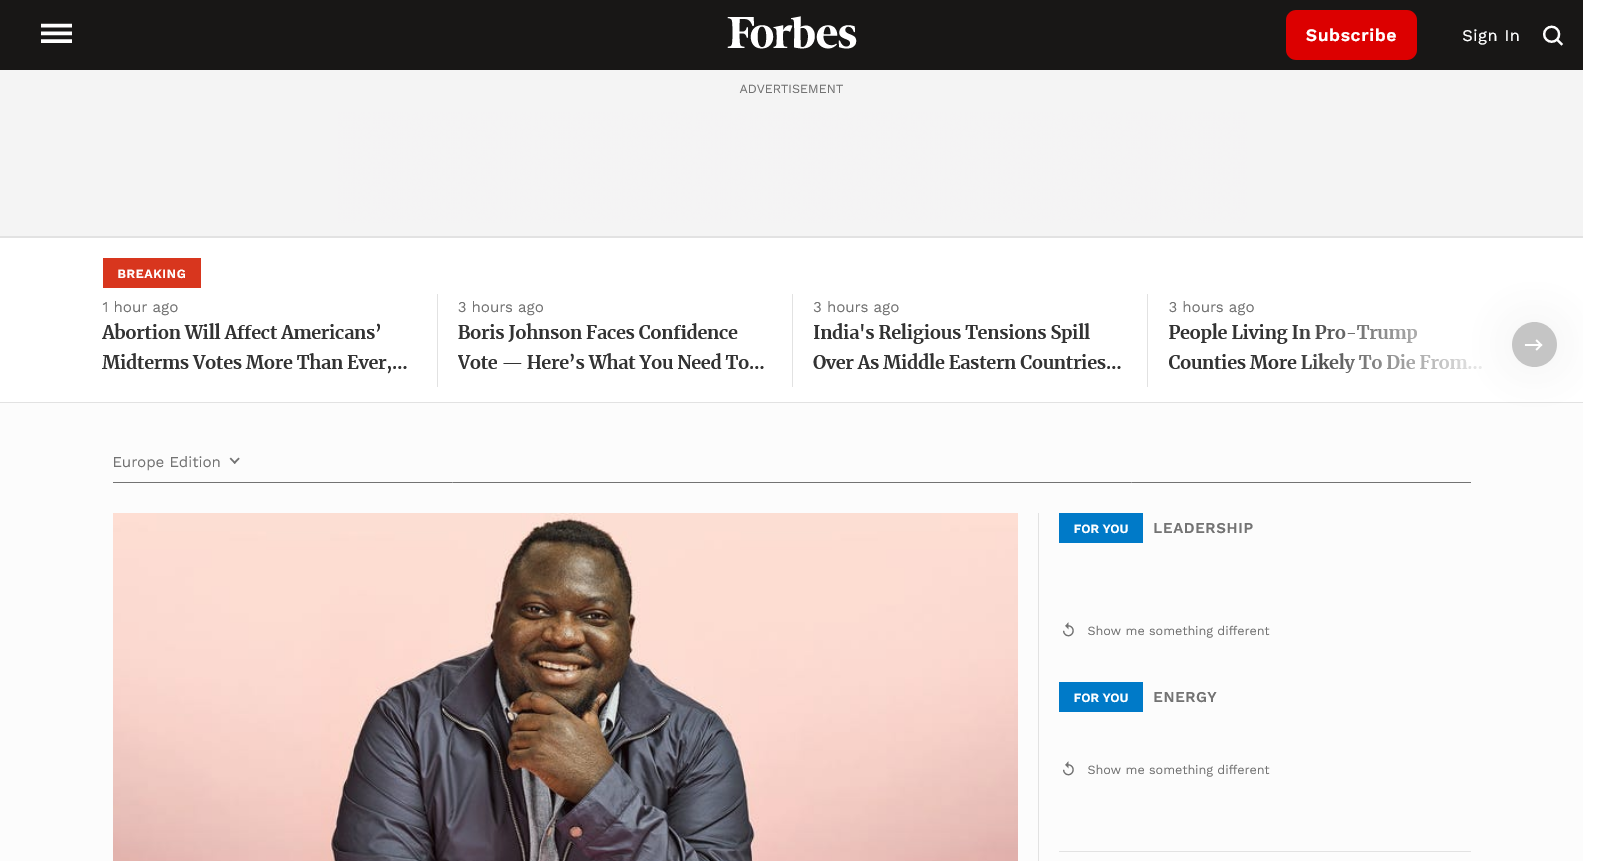 Forbes
Subscribe
Sign In
ADVERTISEMENT
BREAKING
1 hour ago
Abortion Will Affect Americans’
Midterms Votes More Than Ever,...
3 hours ago
Boris Johnson Faces Confidence
Vote — Here’s What You Need To...
3 hours ago
India's Religious Tensions Spill
Over As Middle Eastern Countries...
3 hours ago
People Living In Pro-Trump
Counties More Likely To Die From...
Europe Edition
FOR YOU LEADERSHIP
Show me something different
FOR YOU ENERGY
Show me something different